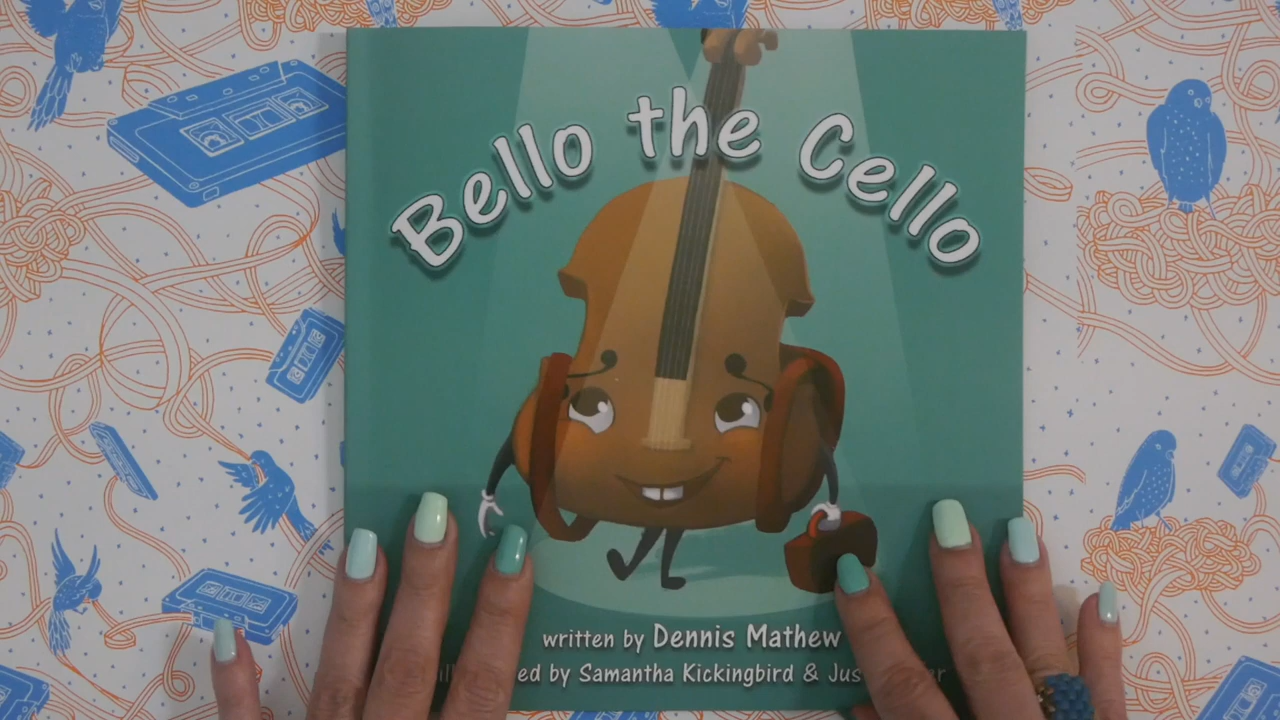 Bello the Cello
written by Dennis Mathew
ed by Samantha Kickingbird &